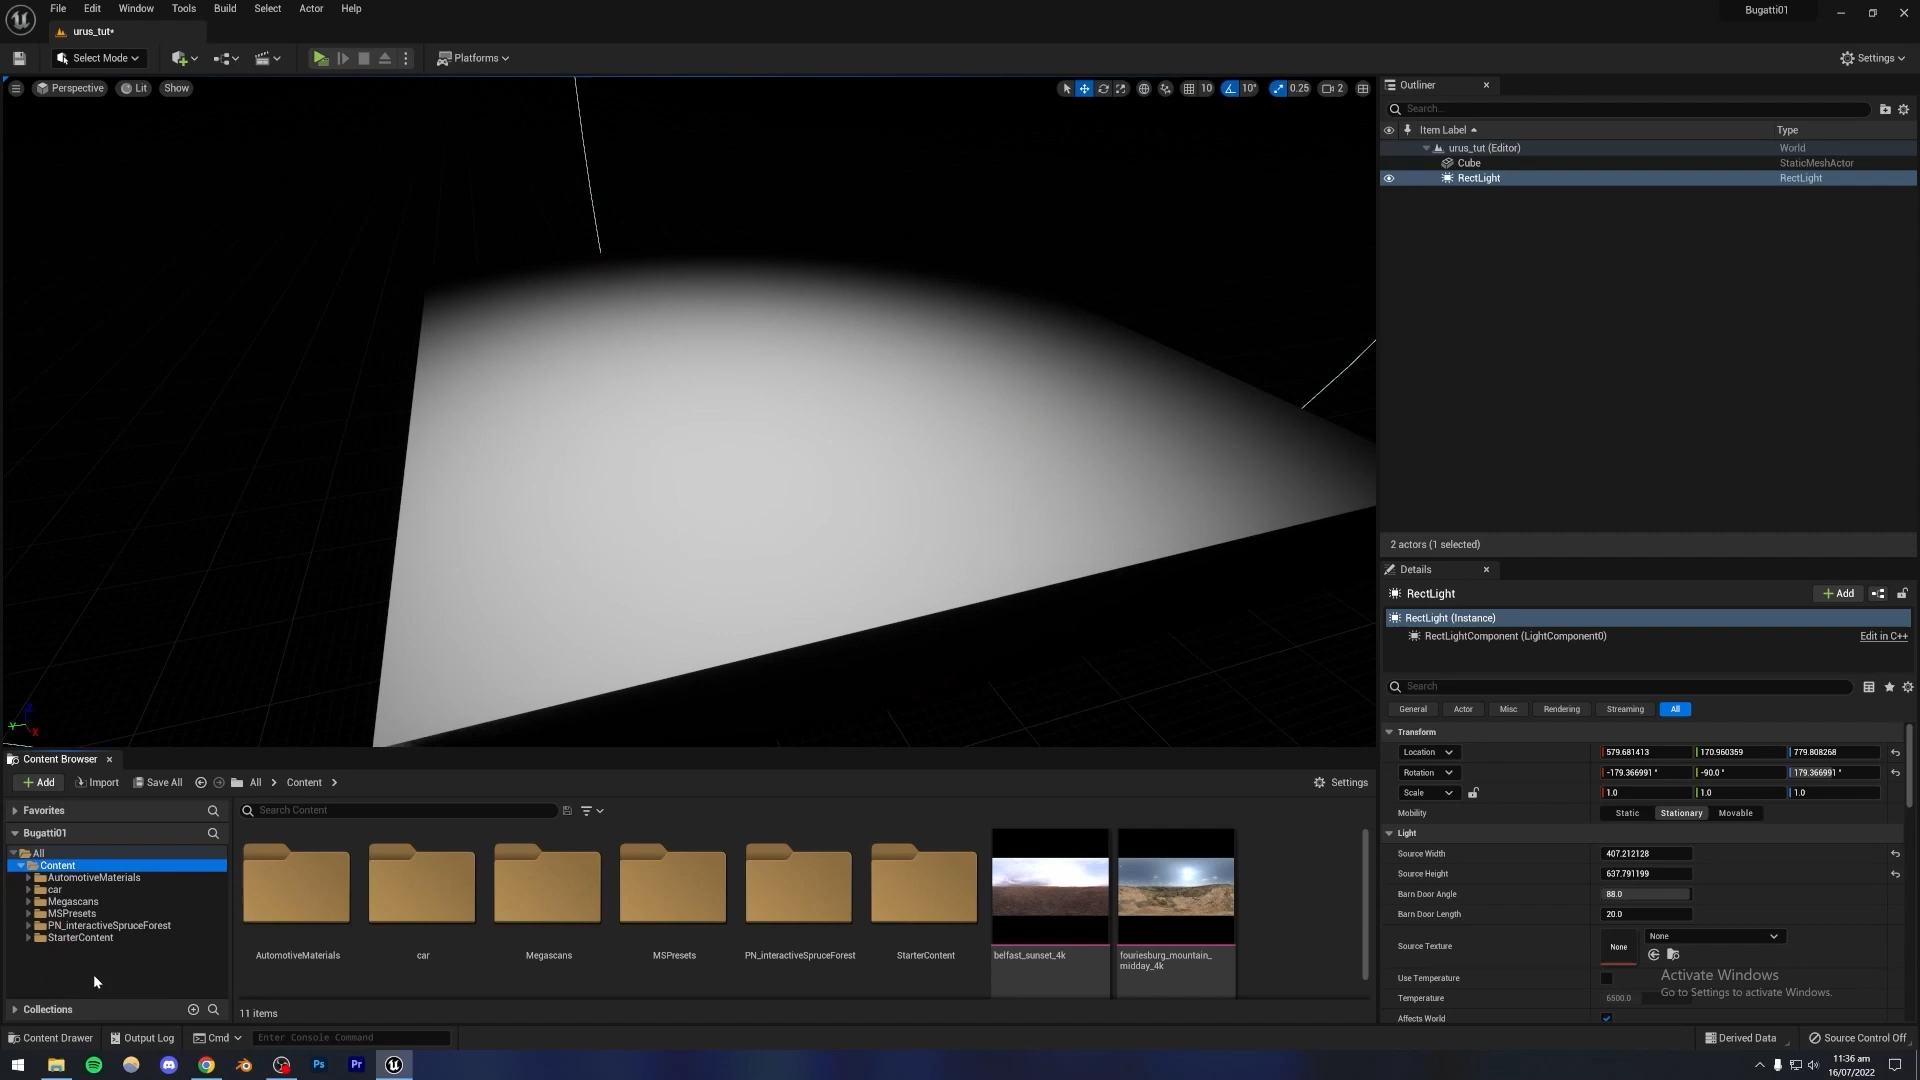 File Edit Window Tools Build Select Actor Help
Bugatti01
urus_tut*
Select Mode
Platforms
Settings
Perspective Lit Show
10 10° 0.25 2
Outliner
Search...
Item Label Type
urus_tut (Editor) World
Cube StaticMeshActor
RectLight RectLight
2 actors (1 selected)
Details
RectLight
Add
RectLight (Instance)
RectLightComponent (LightComponent0) Edit in C++
Search
General Actor Misc Rendering Streaming All
Transform
Location 579.681413 170.960359 779.808268
Rotation -179.366991 ° -90.0 ° 179.366991 °
Scale 1.0 1.0 1.0
Mobility Static Stationary Movable
Light
Source Width 407.212128
Source Height 637.791199
Barn Door Angle 88.0
Barn Door Length 20.0
Source Texture None None
Use Temperature
Temperature 6500.0
Affects World
Activate Windows
Go to Settings to activate Windows.
Content Browser
Add Import Save All All Content Settings
Favorites
Search Content
Bugatti01
All
Content
AutomotiveMaterials
car
Megascans
MSPresets
PN_interactiveSpruceForest
StarterContent
Collections
AutomotiveMaterials car Megascans MSPresets PN_interactiveSpruceForest StarterContent belfast_sunset_4k fouriesburg_mountain_
midday_4k
11 items
Content Drawer Output Log Cmd Enter Console Command Derived Data Source Control Off
Ps Pr
11:36 am
16/07/2022